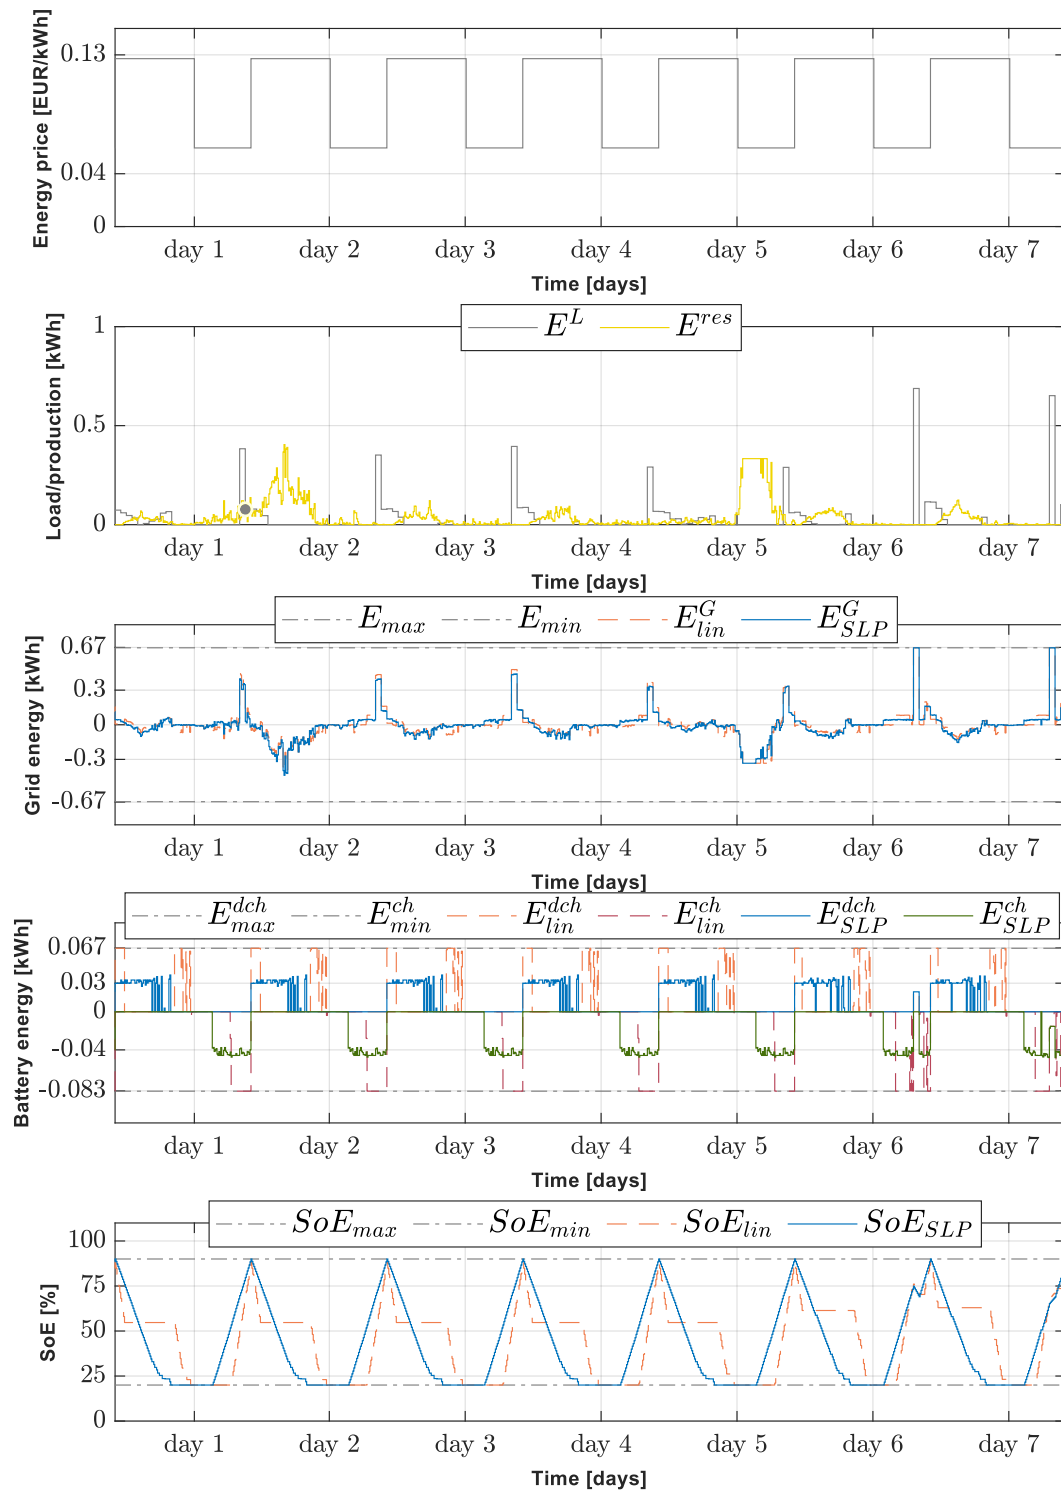 Energy price [EUR/kWh]
0.13
0.04
0
day 1 day 2 day 3 day 4 day 5 day 6 day 7
Time [days]
Load/production [kWh]
E^L E^res
1
0.5
0
day 1 day 2 day 3 day 4 day 5 day 6 day 7
Time [days]
Grid energy [kWh]
E_max E_min E^G_lin E^G_SLP
0.67
0.3
0
-0.3
-0.67
day 1 day 2 day 3 day 4 day 5 day 6 day 7
Time [days]
Battery energy [kWh]
E^dch_max E^ch_min E^dch_lin E^ch_lin E^dch_SLP E^ch_SLP
0.067
0.03
0
-0.04
-0.083
day 1 day 2 day 3 day 4 day 5 day 6 day 7
Time [days]
SoE [%]
SoE_max SoE_min SoE_lin SoE_SLP
100
75
50
25
0
day 1 day 2 day 3 day 4 day 5 day 6 day 7
Time [days]